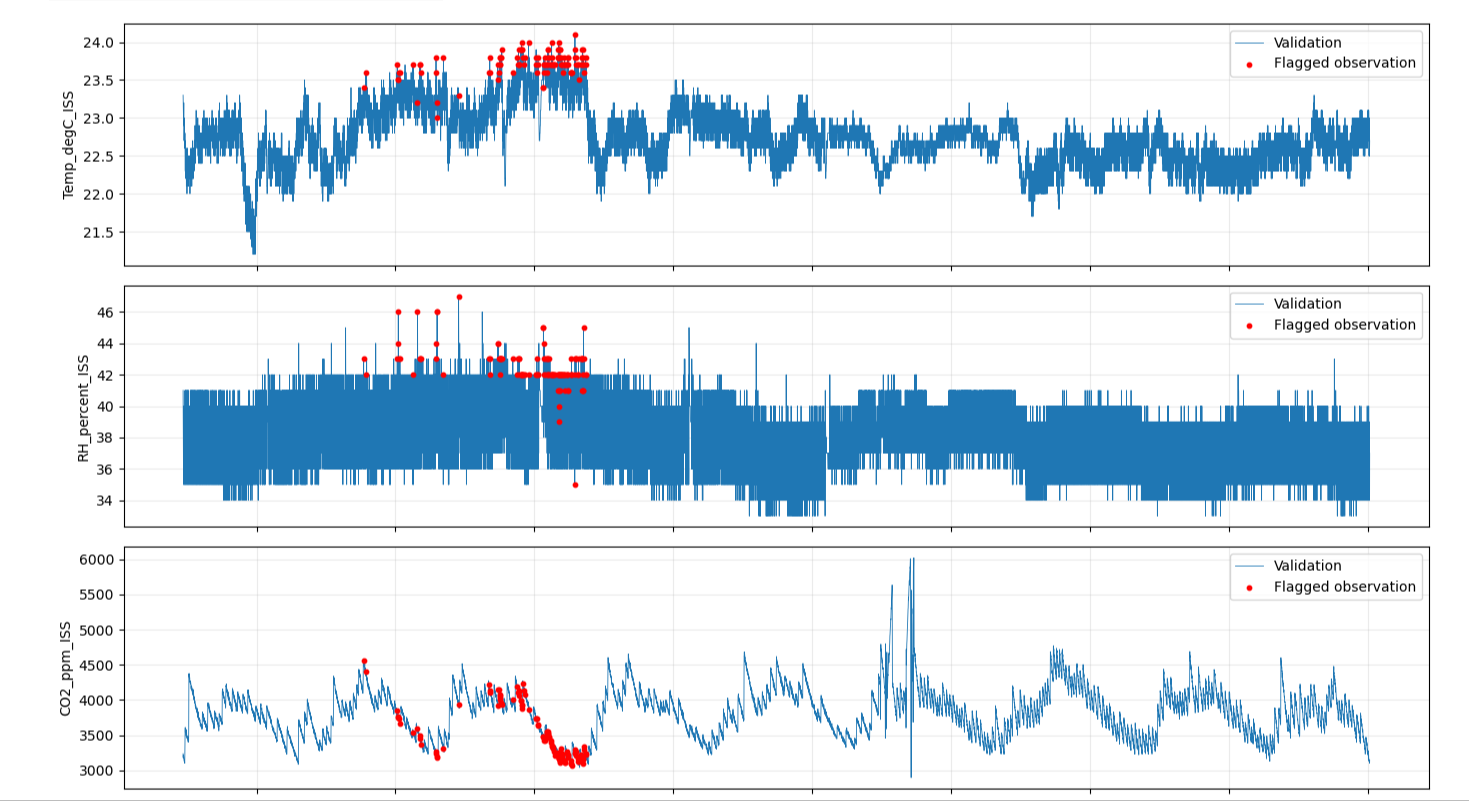 Temp_degC_ISS
24.0
23.5
23.0
22.5
22.0
21.5
Validation
Flagged observation
RH_percent_ISS
46
44
42
40
38
36
34
Validation
Flagged observation
CO2_ppm_ISS
6000
5500
5000
4500
4000
3500
3000
Validation
Flagged observation